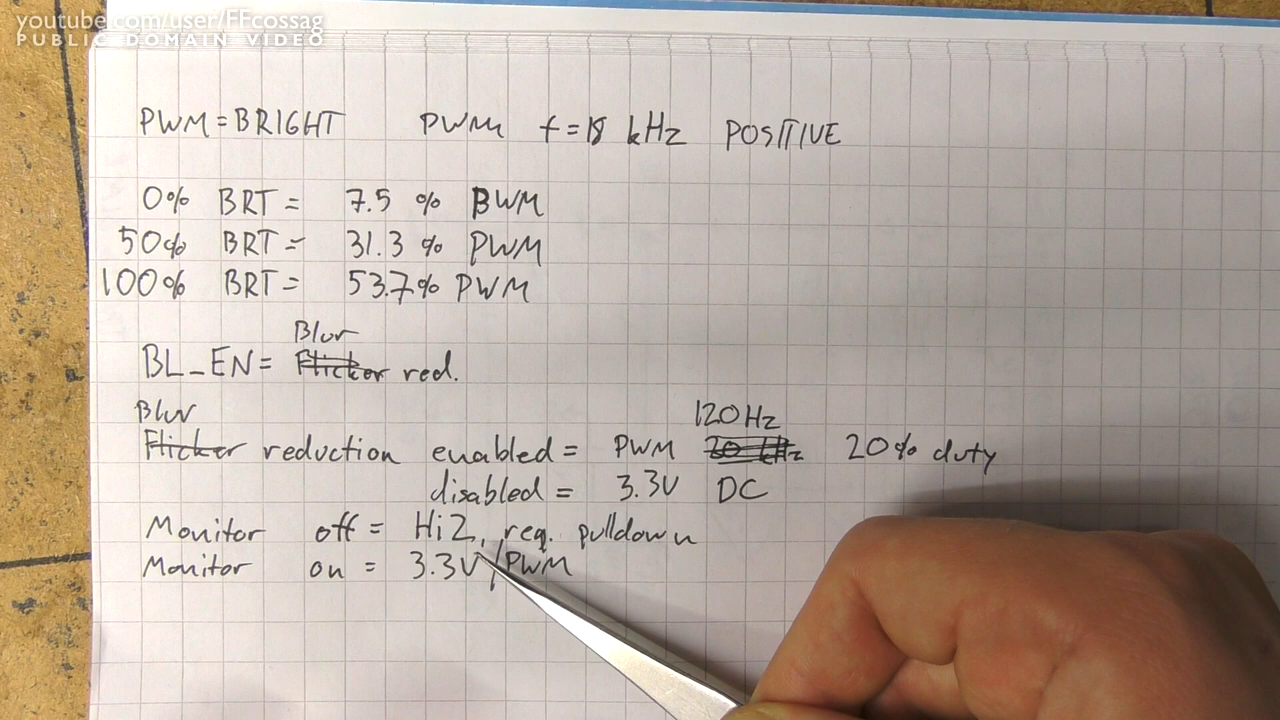 youtube.com/user/FFcossag
PUBLIC DOMAIN VIDEO
PWM=BRIGHT PWM f=18 kHz POSITIVE
0% BRT = 7.5 % PWM
50% BRT = 31.3 % PWM
100% BRT = 53.7% PWM
Blur
BL_EN= Flicker red.
Blur 120Hz
Flicker reduction enabled = PWM 20 kHz 20% duty
disabled = 3.3V DC
Monitor off = HiZ, req. pulldown
Monitor on = 3.3V/PWM